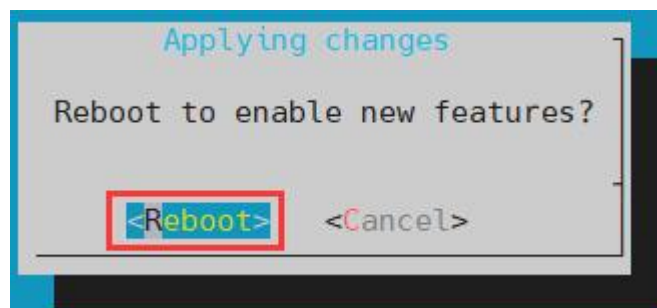 Applying changes
Reboot to enable new features?
<Reboot> <Cancel>